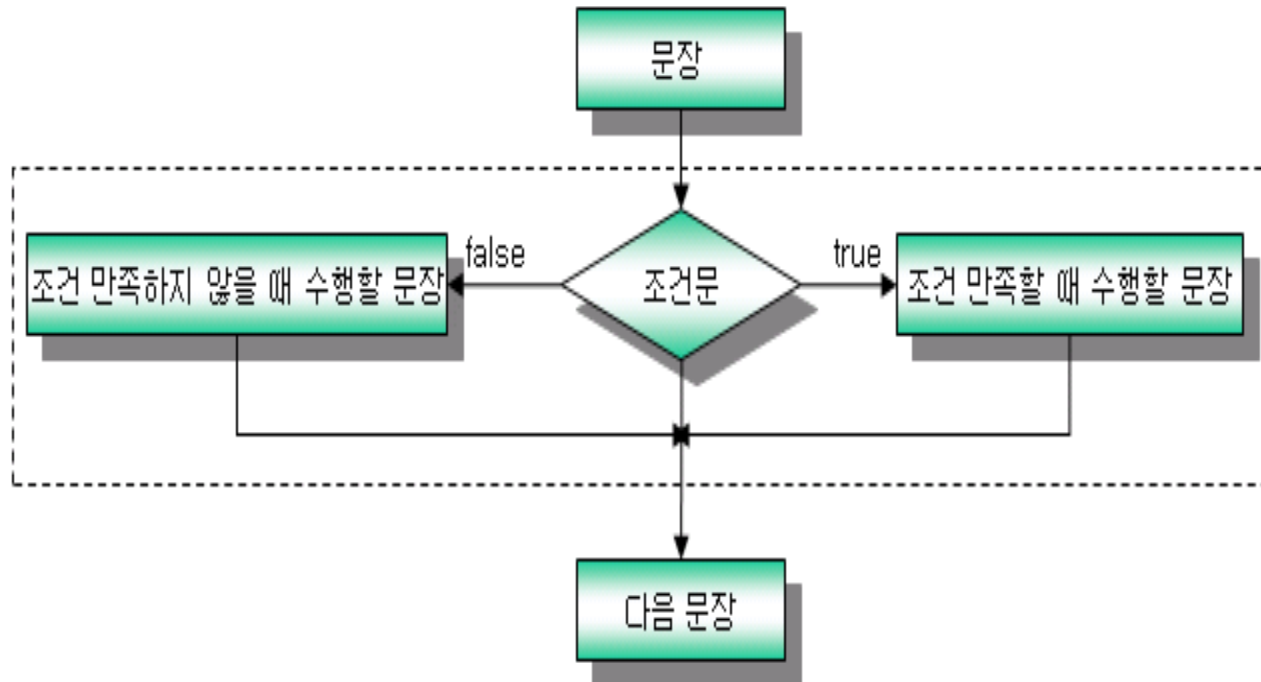 문장
false
true
조건 만족하지 않을 때 수행할 문장
조건문
조건 만족할 때 수행할 문장
다음 문장